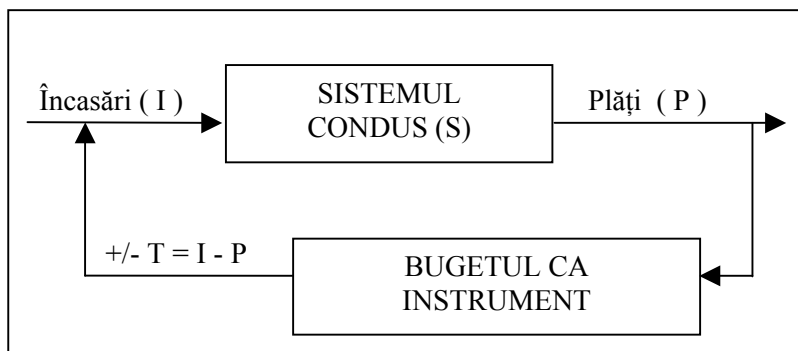 Încasări ( I )
SISTEMUL
CONDUS (S)
Plăți ( P )
+/- T = I - P
BUGETUL CA
INSTRUMENT